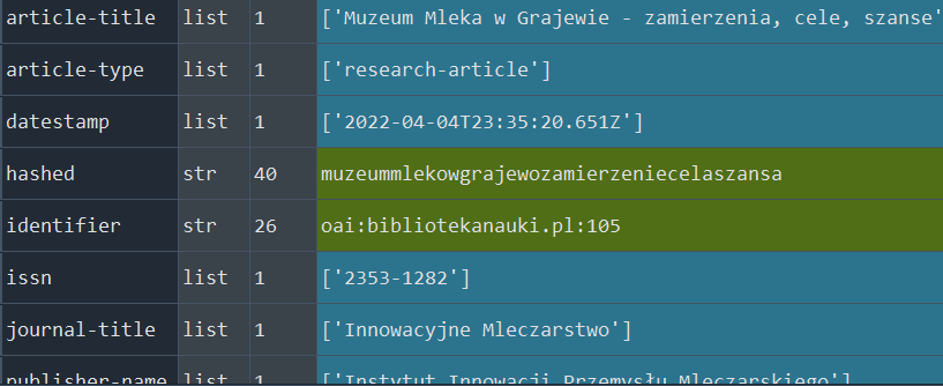 article-title list 1 ['Muzeum Mleka w Grajewie - zamierzenia, cele, szanse'
article-type list 1 ['research-article']
datestamp list 1 ['2022-04-04T23:35:20.651Z']
hashed str 40 muzeummlekowgrajewozamierzeniecelaszansa
identifier str 26 oai:bibliotekanauki.pl:105
issn list 1 ['2353-1282']
journal-title list 1 ['Innowacyjne Mleczarstwo']
publisher-name list 1 ['Instytut Innowacji Przemysłu Mleczarskiego']